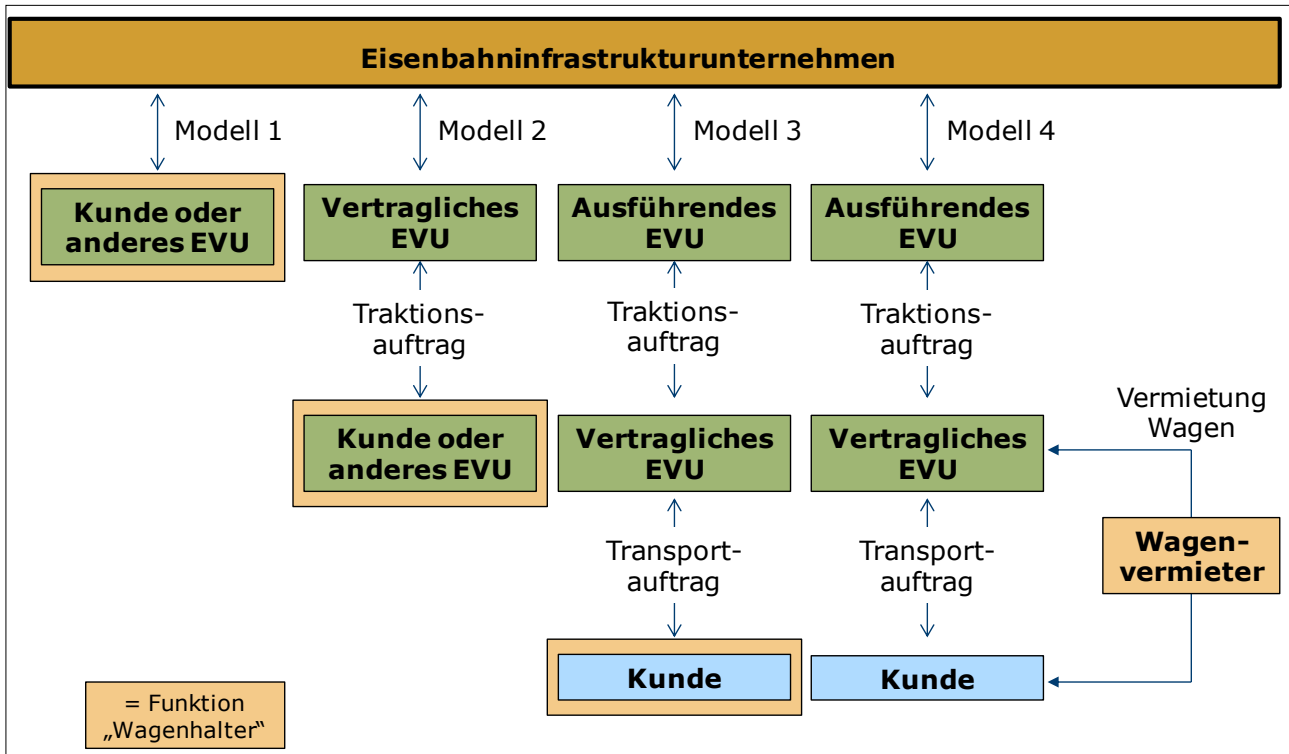 Eisenbahninfrastrukturunternehmen
Modell 1
Modell 2
Modell 3
Modell 4
Kunde oder
anderes EVU
Vertragliches
EVU
Ausführendes
EVU
Ausführendes
EVU
Traktions-
auftrag
Traktions-
auftrag
Traktions-
auftrag
Vermietung
Wagen
Kunde oder
anderes EVU
Vertragliches
EVU
Vertragliches
EVU
Transport-
auftrag
Transport-
auftrag
Wagen-
vermieter
Kunde
Kunde
= Funktion
„Wagenhalter“